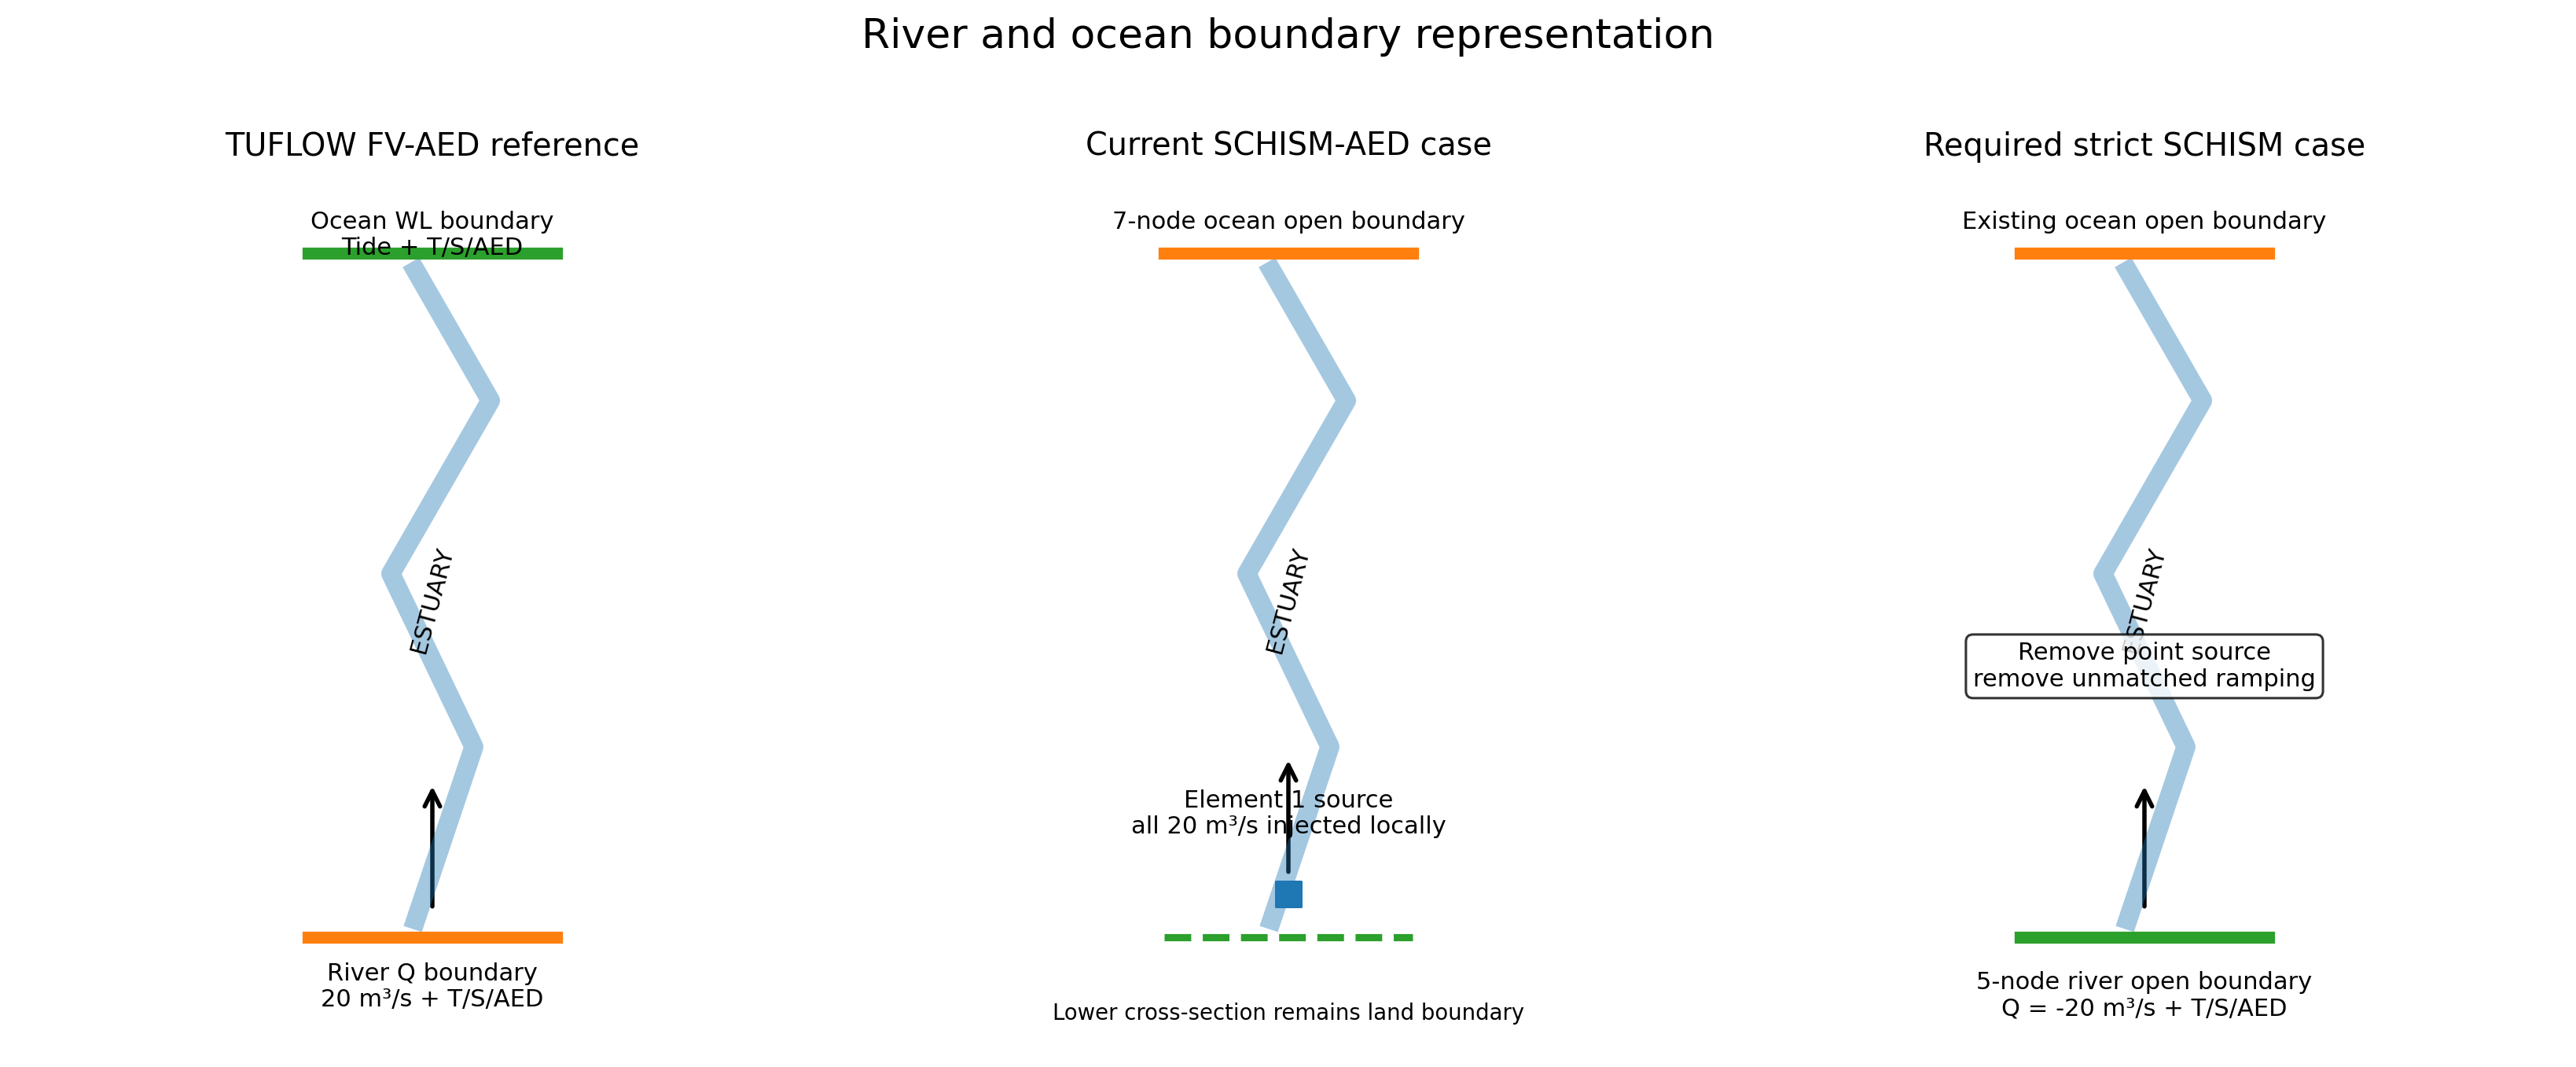 River and ocean boundary representation
TUFLOW FV-AED reference
Ocean WL boundary
Tide + T/S/AED
ESTUARY
River Q boundary
20 m³/s + T/S/AED
Current SCHISM-AED case
7-node ocean open boundary
ESTUARY
Element 1 source
all 20 m³/s injected locally
Lower cross-section remains land boundary
Required strict SCHISM case
Existing ocean open boundary
ESTUARY
Remove point source
remove unmatched ramping
5-node river open boundary
Q = -20 m³/s + T/S/AED